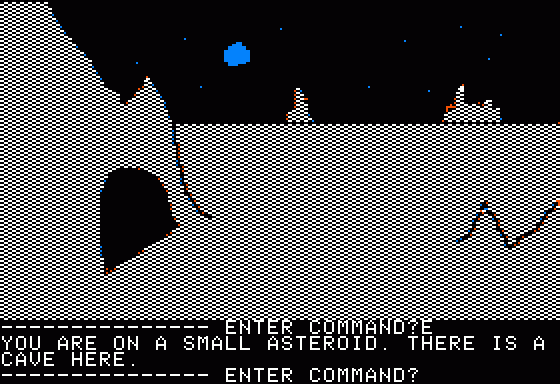 --------------- ENTER COMMAND?E
YOU ARE ON A SMALL ASTEROID. THERE IS A
CAVE HERE.
--------------- ENTER COMMAND?